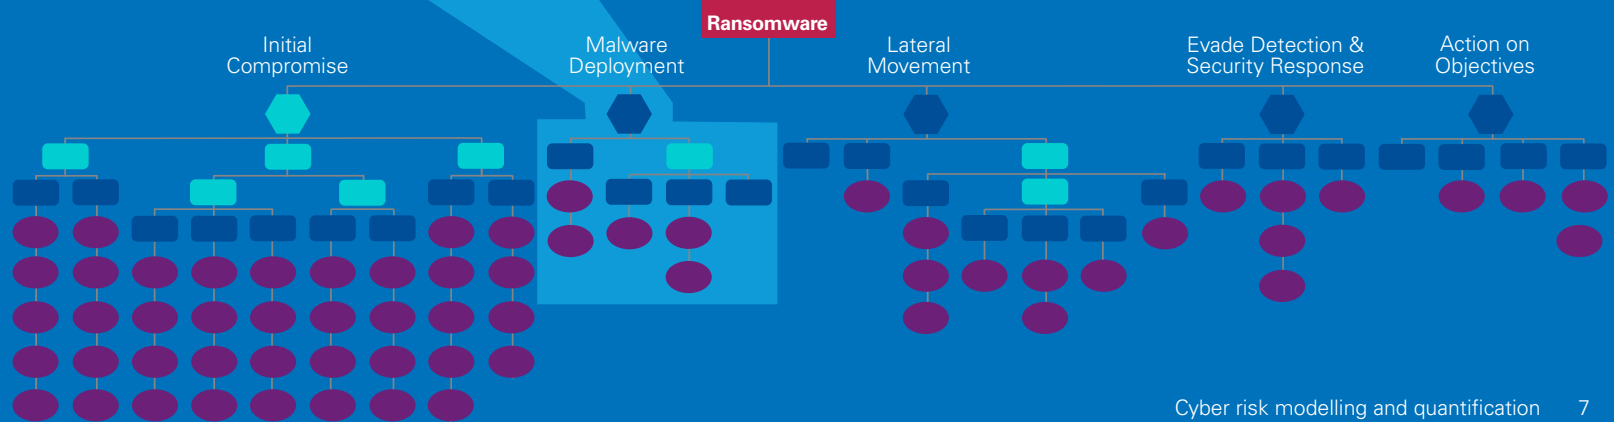 Ransomware
Initial
Compromise
Malware
Deployment
Lateral
Movement
Evade Detection &
Security Response
Action on
Objectives
Cyber risk modelling and quantification 7